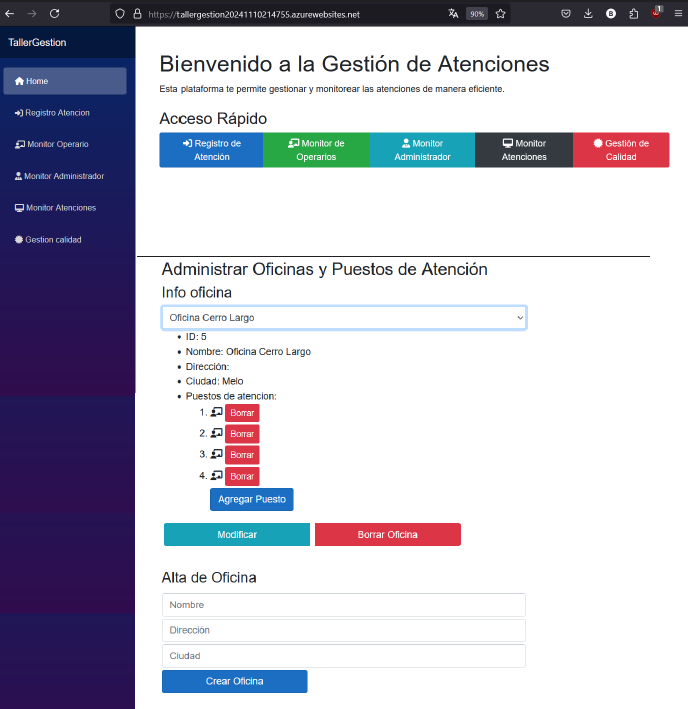 https://tallergestion20241110214755.azurewebsites.net
90%
1
TallerGestion
Home
Registro Atencion
Monitor Operario
Monitor Administrador
Monitor Atenciones
Gestion calidad
Bienvenido a la Gestión de Atenciones
Esta plataforma te permite gestionar y monitorear las atenciones de manera eficiente.
Acceso Rápido
Registro de Atención
Monitor de Operarios
Monitor Administrador
Monitor Atenciones
Gestión de Calidad
Administrar Oficinas y Puestos de Atención
Info oficina
Oficina Cerro Largo
ID: 5
Nombre: Oficina Cerro Largo
Dirección:
Ciudad: Melo
Puestos de atencion:
1. Borrar
2. Borrar
3. Borrar
4. Borrar
Agregar Puesto
Modificar
Borrar Oficina
Alta de Oficina
Nombre
Dirección
Ciudad
Crear Oficina